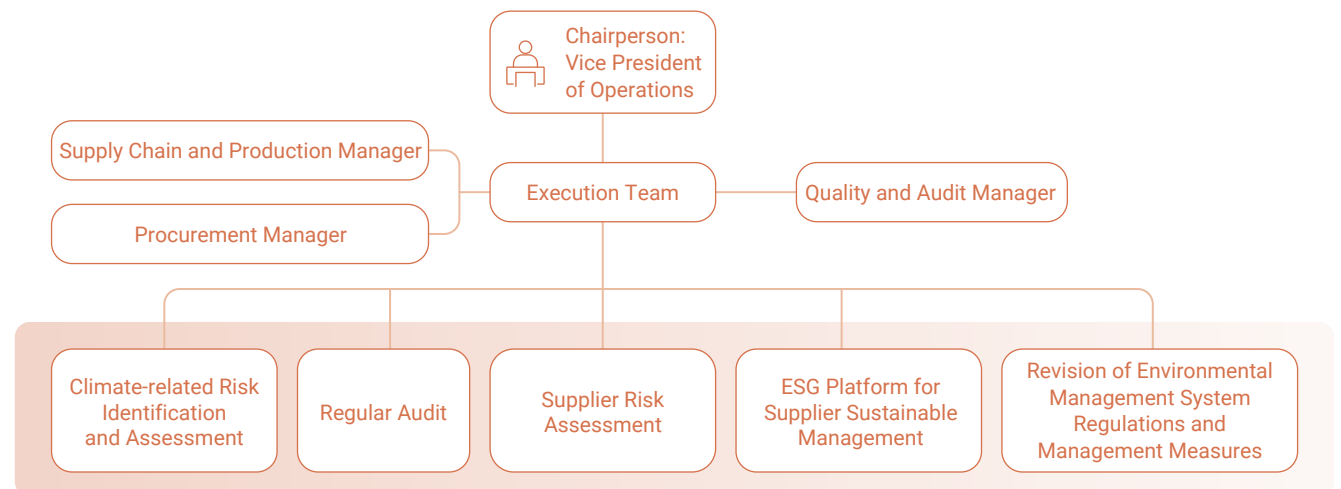 Chairperson:
Vice President
of Operations
Supply Chain and Production Manager
Execution Team
Quality and Audit Manager
Procurement Manager
Climate-related Risk
Identification
and Assessment
Regular Audit
Supplier Risk
Assessment
ESG Platform for
Supplier Sustainable
Management
Revision of Environmental
Management System
Regulations and
Management Measures